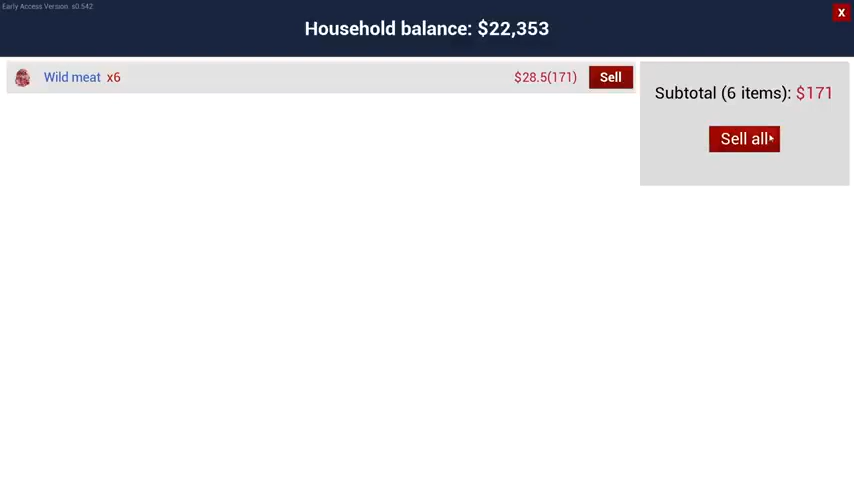 Early Access Version. s0.542
X
Household balance: $22,353
Wild meat x6 $28.5(171) Sell
Subtotal (6 items): $171
Sell all